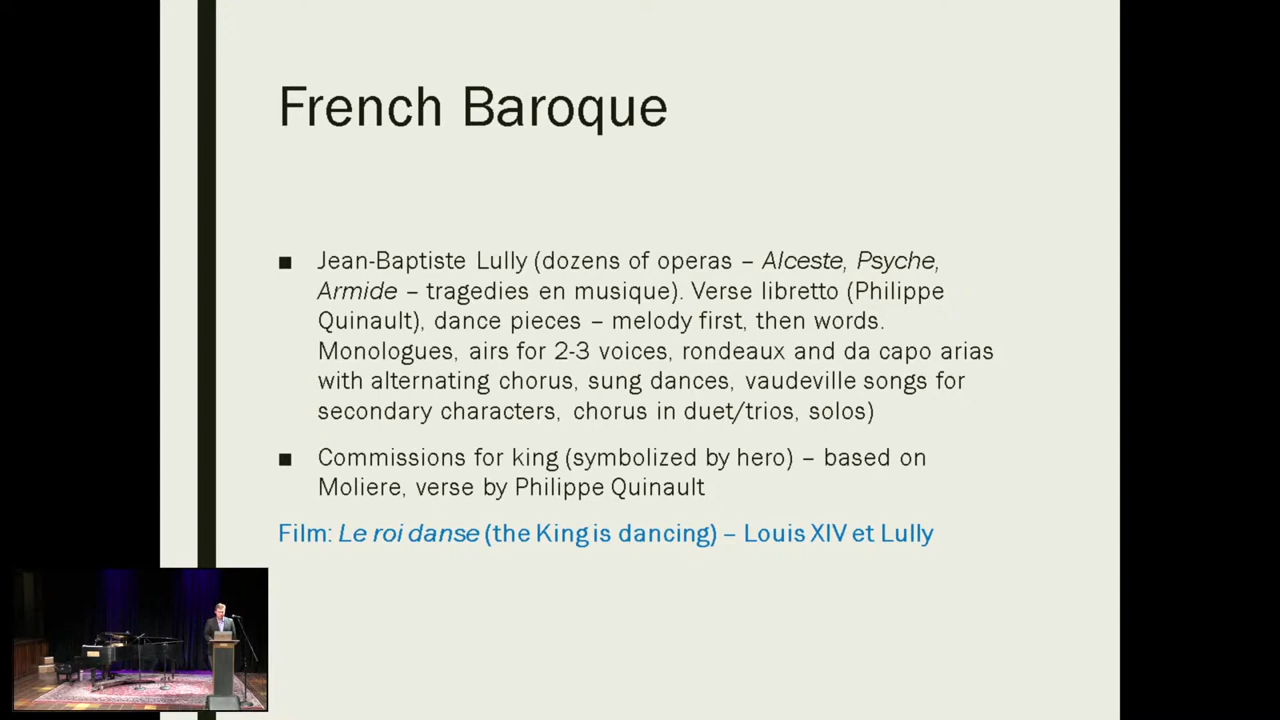 French Baroque
■ Jean-Baptiste Lully (dozens of operas – Alceste, Psyche,
Armide – tragedies en musique). Verse libretto (Philippe
Quinault), dance pieces – melody first, then words.
Monologues, airs for 2-3 voices, rondeaux and da capo arias
with alternating chorus, sung dances, vaudeville songs for
secondary characters, chorus in duet/trios, solos)
■ Commissions for king (symbolized by hero) – based on
Moliere, verse by Philippe Quinault
Film: Le roi danse (the King is dancing) – Louis XIV et Lully